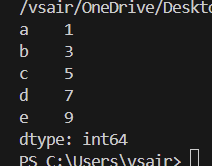 /vsair/OneDrive/Deskto
a    1
b    3
c    5
d    7
e    9
dtype: int64
PS C:\Users\vsair>